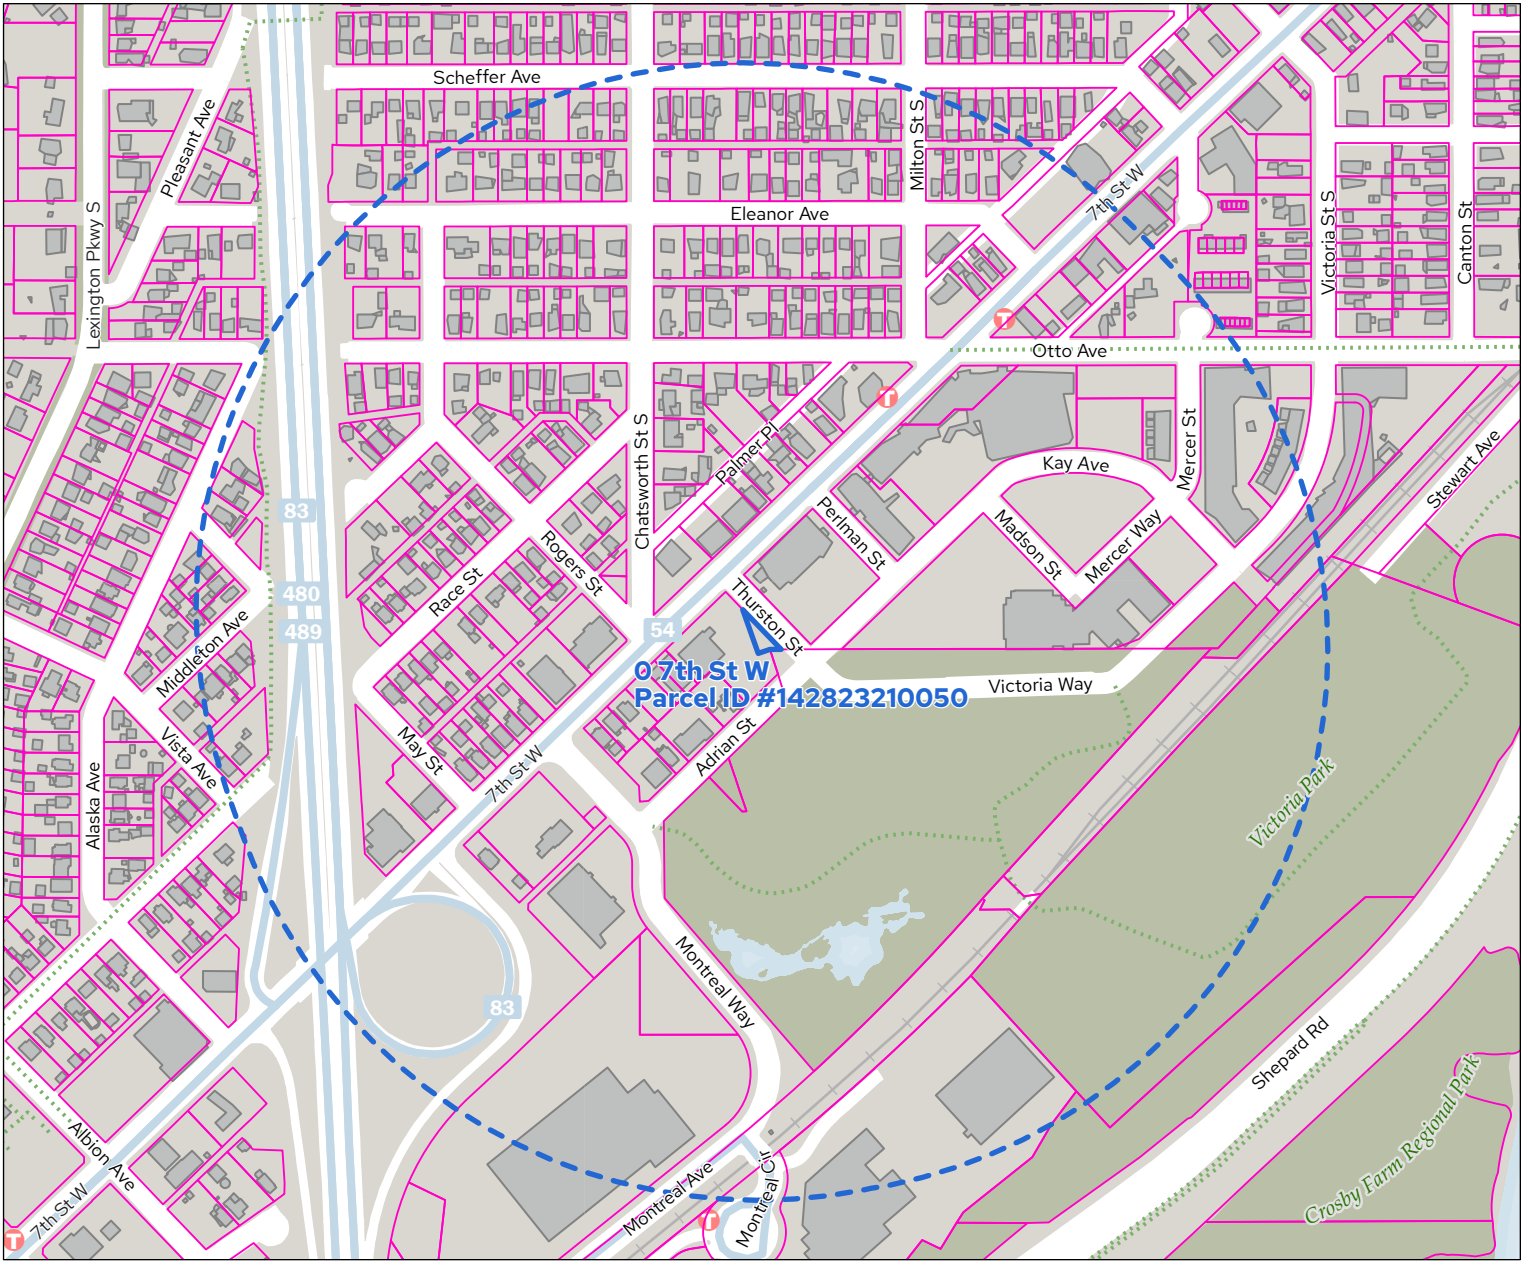 Scheffer Ave
Pleasant Ave
Milton St S
7th St W
Eleanor Ave
Lexington Pkwy S
Victoria St S
Canton St
T
Otto Ave
T
Chatsworth St S
Palmer Pl
Kay Ave
Mercer St
Stewart Ave
83
Perlman St
Madson St
Mercer Way
Rogers St
Race St
480
Thurston St
489
54
Middleton Ave
0 7th St W
Parcel ID #142823210050
Victoria Way
Vista Ave
May St
Adrian St
7th St W
Alaska Ave
Victoria Park
83
Montreal Way
Shepard Rd
Albion Ave
Crosby Farm Regional Park
7th St W
T
Montreal Ave
Montreal Cir
T